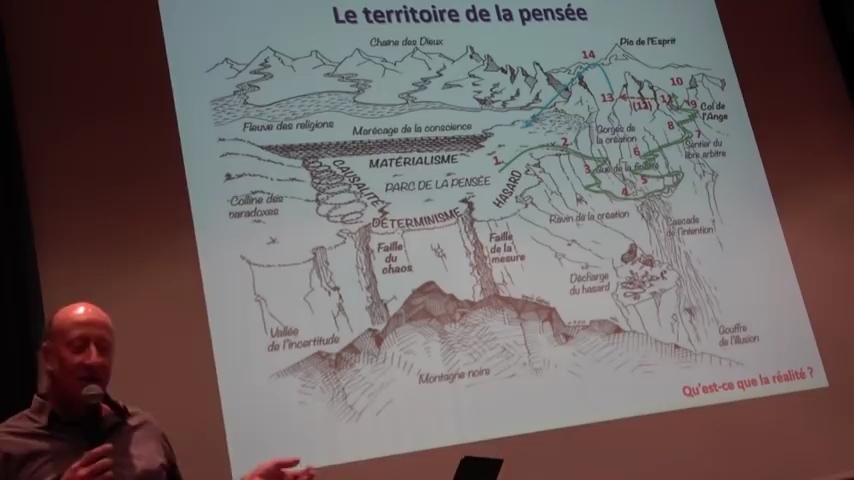 Le territoire de la pensée
Chaîne des Dieux
Pic de l'Esprit
14
10
13
(12)
11
9
Col de
l'Ange
Fleuve des religions
Marécage de la conscience
Gorges de
la création
8
7
Sentier du
libre arbitre
MATÉRIALISME
1
2
6
3
Gué de la finalité
5
4
CAUSALITÉ
PARC DE LA PENSÉE
HASARD
Colline des
paradoxes
DÉTERMINISME
Ravin de la création
Cascade
de l'intention
Faille
du
chaos
Faille
de la
mesure
Décharge
du hasard
Vallée
de l'incertitude
Gouffre
de l'illusion
Montagne noire
Qu'est-ce que la réalité ?